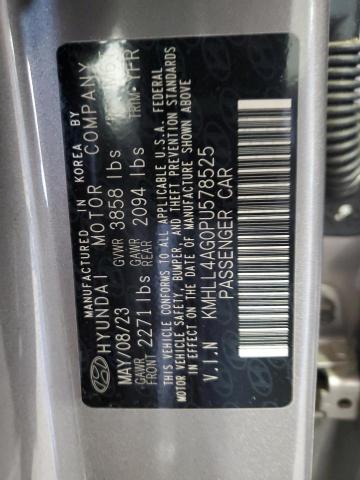 MANUFACTURED IN KOREA BY
HYUNDAI MOTOR COMPANY
MAY/08/23 GVWR 3858 lbs
GAWR FRONT 2271 lbs GAWR REAR 2094 lbs TRIM: YFR
THIS VEHICLE CONFORMS TO ALL APPLICABLE U.S.A. FEDERAL
MOTOR VEHICLE SAFETY, BUMPER, AND THEFT PREVENTION STANDARDS
IN EFFECT ON THE DATE OF MANUFACTURE SHOWN ABOVE
V.I.N KMHLL4AG0PU578525
PASSENGER CAR